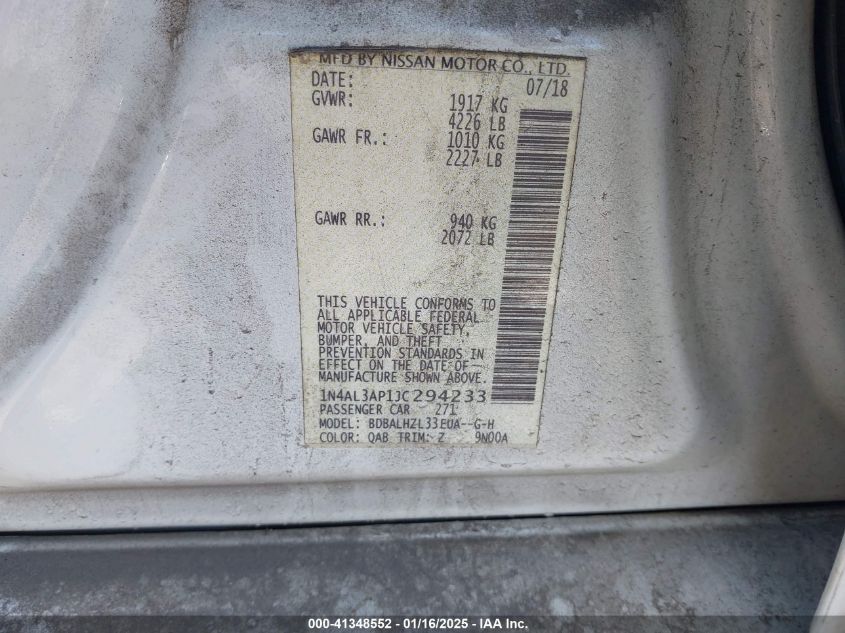 MFD BY NISSAN MOTOR CO., LTD.
DATE: 07/18
GVWR: 1917 KG
4226 LB
GAWR FR.: 1010 KG
2227 LB
GAWR RR.: 940 KG
2072 LB
THIS VEHICLE CONFORMS TO
ALL APPLICABLE FEDERAL
MOTOR VEHICLE SAFETY,
BUMPER, AND THEFT
PREVENTION STANDARDS IN
EFFECT ON THE DATE OF
MANUFACTURE SHOWN ABOVE.
1N4AL3AP1JC294233
PASSENGER CAR 271
MODEL: BDBALHZL33EUA--G-H
COLOR: QAB TRIM: Z 9N00A
000-41348552 - 01/16/2025 - IAA, Inc.